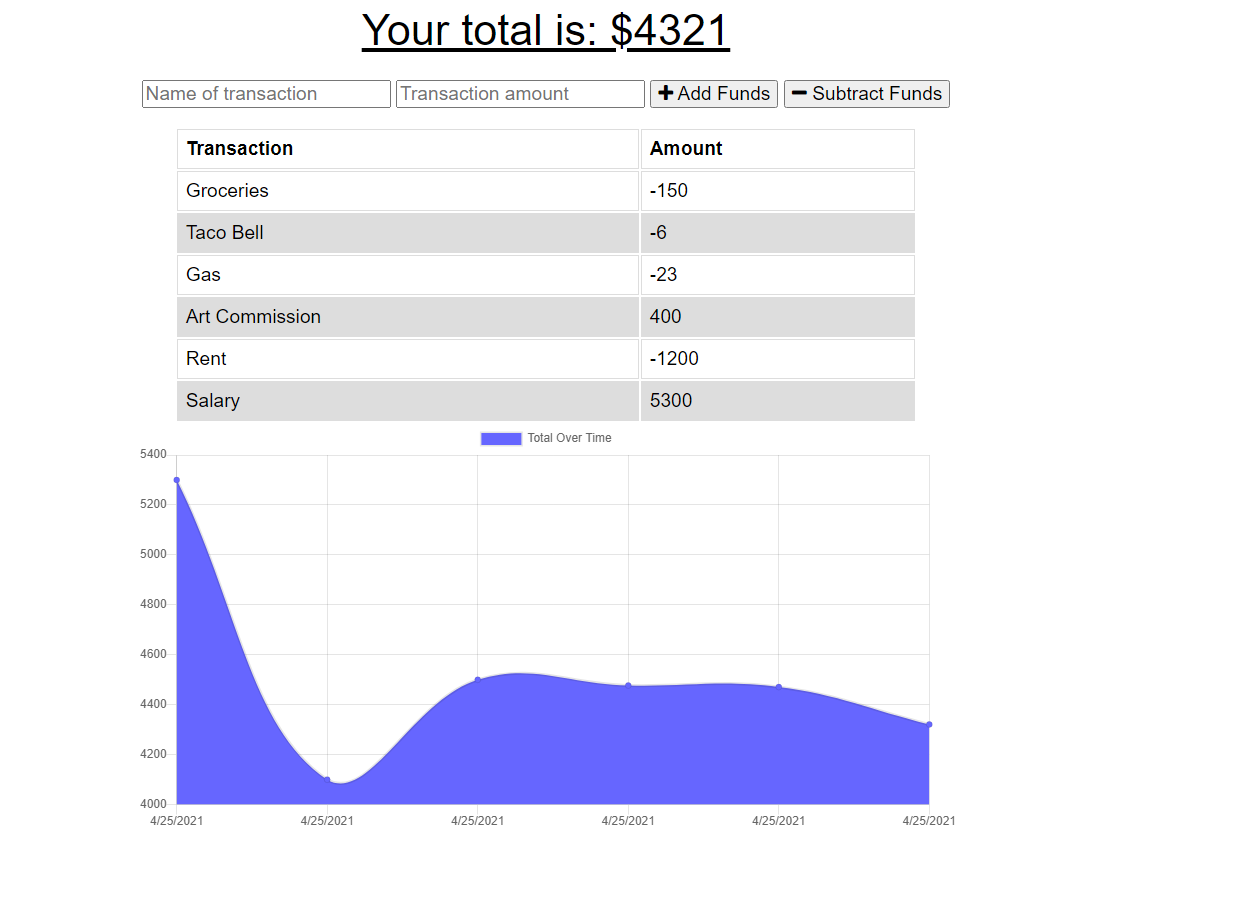 Your total is: $4321
Name of transaction Transaction amount Add Funds Subtract Funds
Transaction Amount
Groceries -150
Taco Bell -6
Gas -23
Art Commission 400
Rent -1200
Salary 5300
Total Over Time
5400
5200
5000
4800
4600
4400
4200
4000
4/25/2021 4/25/2021 4/25/2021 4/25/2021 4/25/2021 4/25/2021